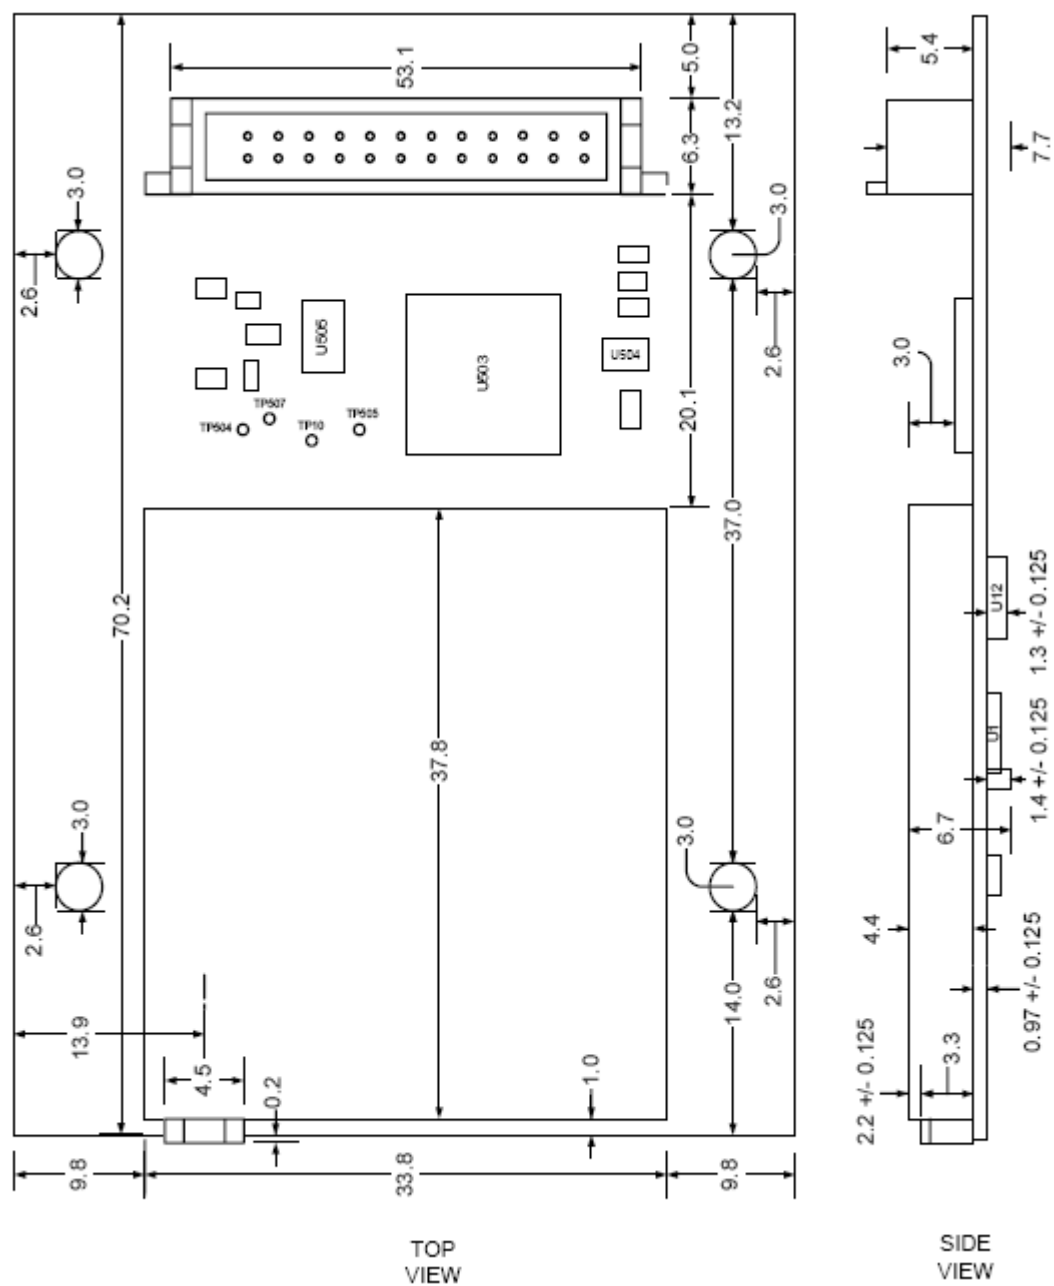 53.1
5.0
13.2
5.4
6.3
7.7
3.0
3.0
2.6
2.6
U505
U503
U504
3.0
TP507
TP504
TP10
TP505
20.1
37.0
70.2
U12
1.3 +/- 0.125
37.8
U1
1.4 +/- 0.125
3.0
3.0
6.7
2.6
2.6
4.4
14.0
0.97 +/- 0.125
13.9
4.5
0.2
1.0
2.2 +/- 0.125
3.3
9.8
33.8
9.8
TOP
VIEW
SIDE
VIEW